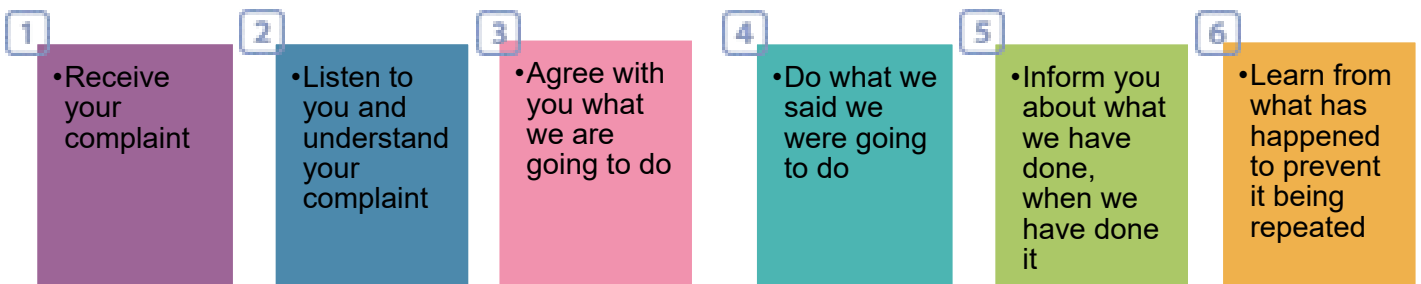 1
•Receive
your
complaint
2
•Listen to
you and
understand
your
complaint
3
•Agree with
you what
we are
going to do
4
•Do what we
said we
were going
to do
5
•Inform you
about what
we have
done,
when we
have done
it
6
•Learn from
what has
happened
to prevent
it being
repeated